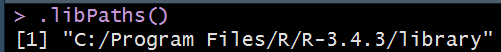 > .libPaths()
[1] "C:/Program Files/R/R-3.4.3/library"